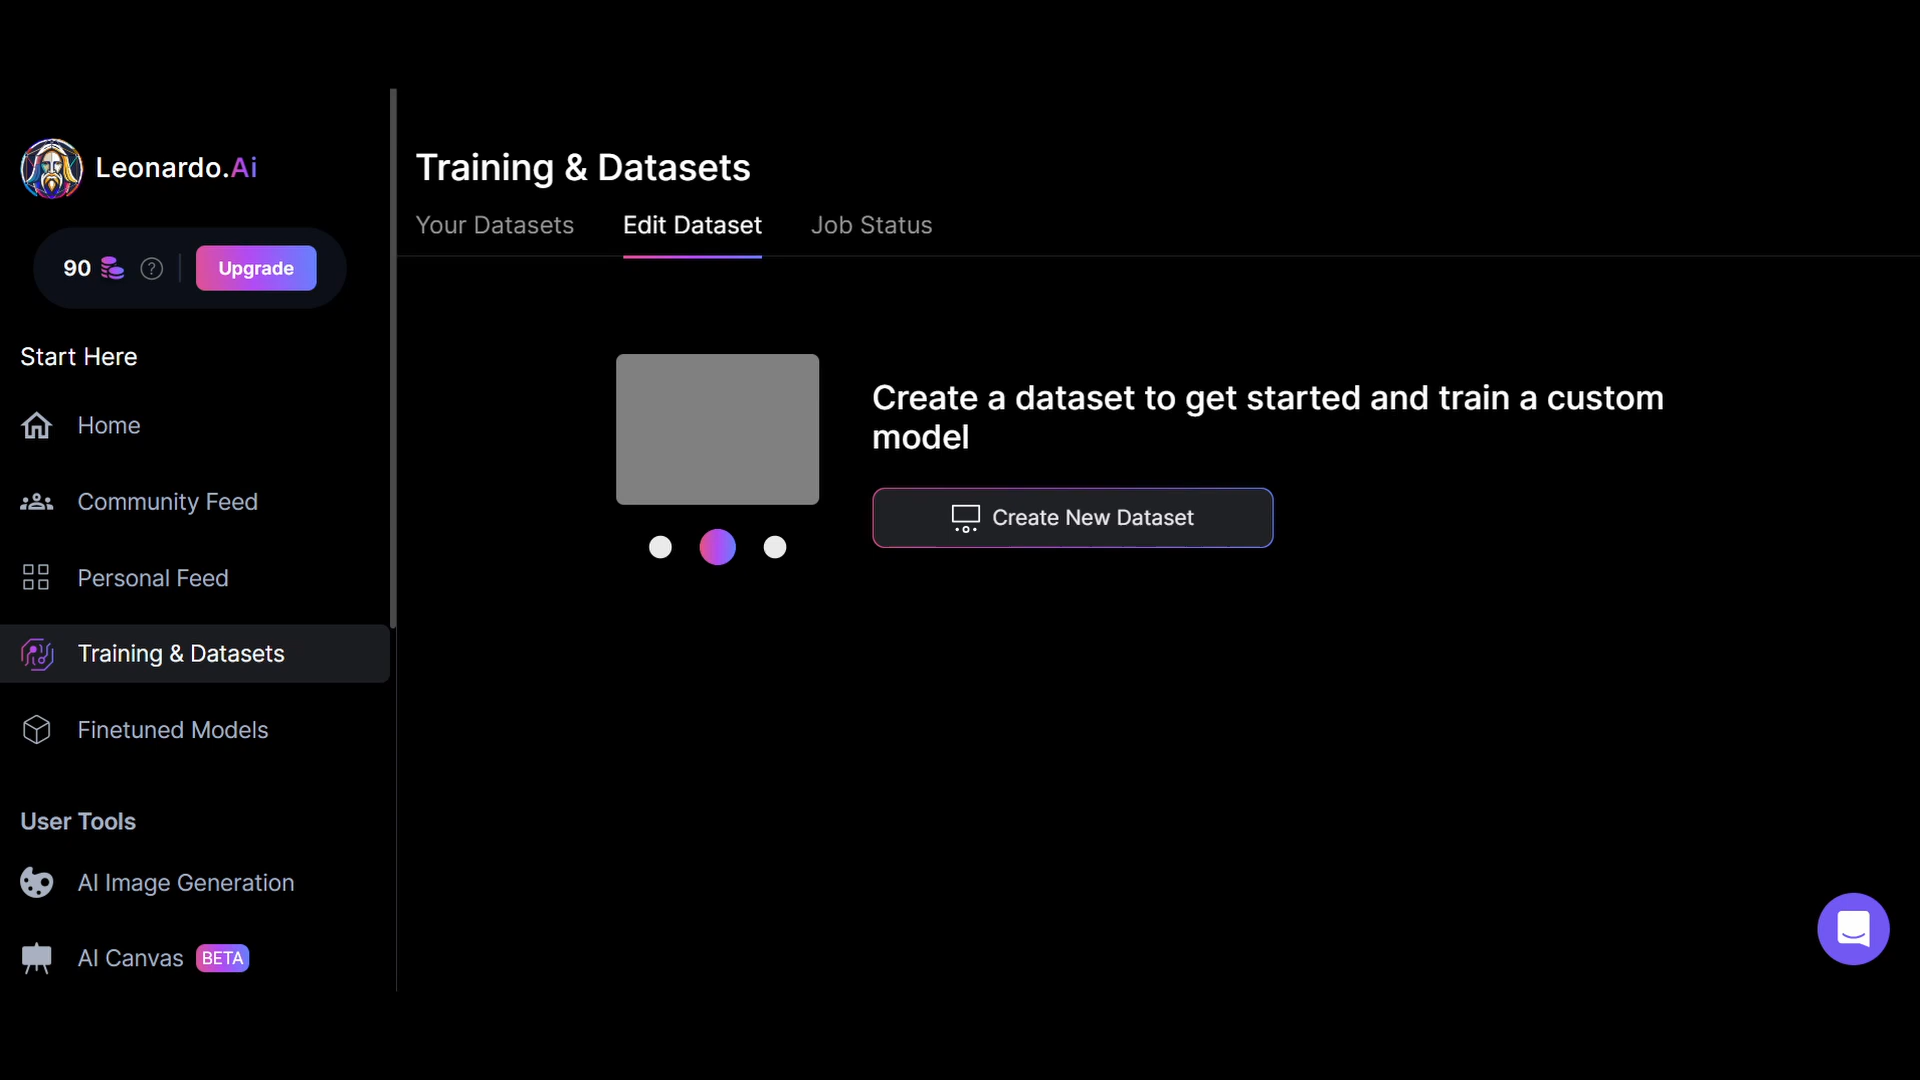 Leonardo.Ai
90
?
Upgrade
Start Here
Home
Community Feed
Personal Feed
Training & Datasets
Finetuned Models
User Tools
AI Image Generation
AI Canvas BETA
Training & Datasets
Your Datasets Edit Dataset Job Status
Create a dataset to get started and train a custom
model
Create New Dataset